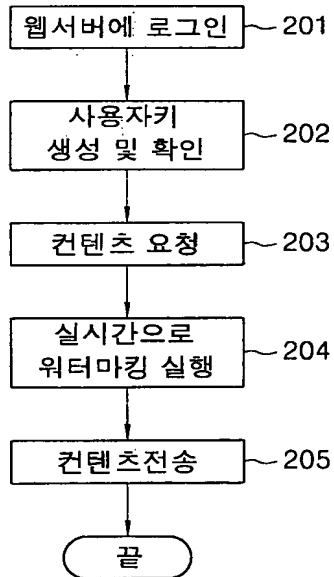 웹서버에 로그인
201
사용자키
생성 및 확인
202
컨텐츠 요청
203
실시간으로
워터마킹 실행
204
컨텐츠전송
205
끝